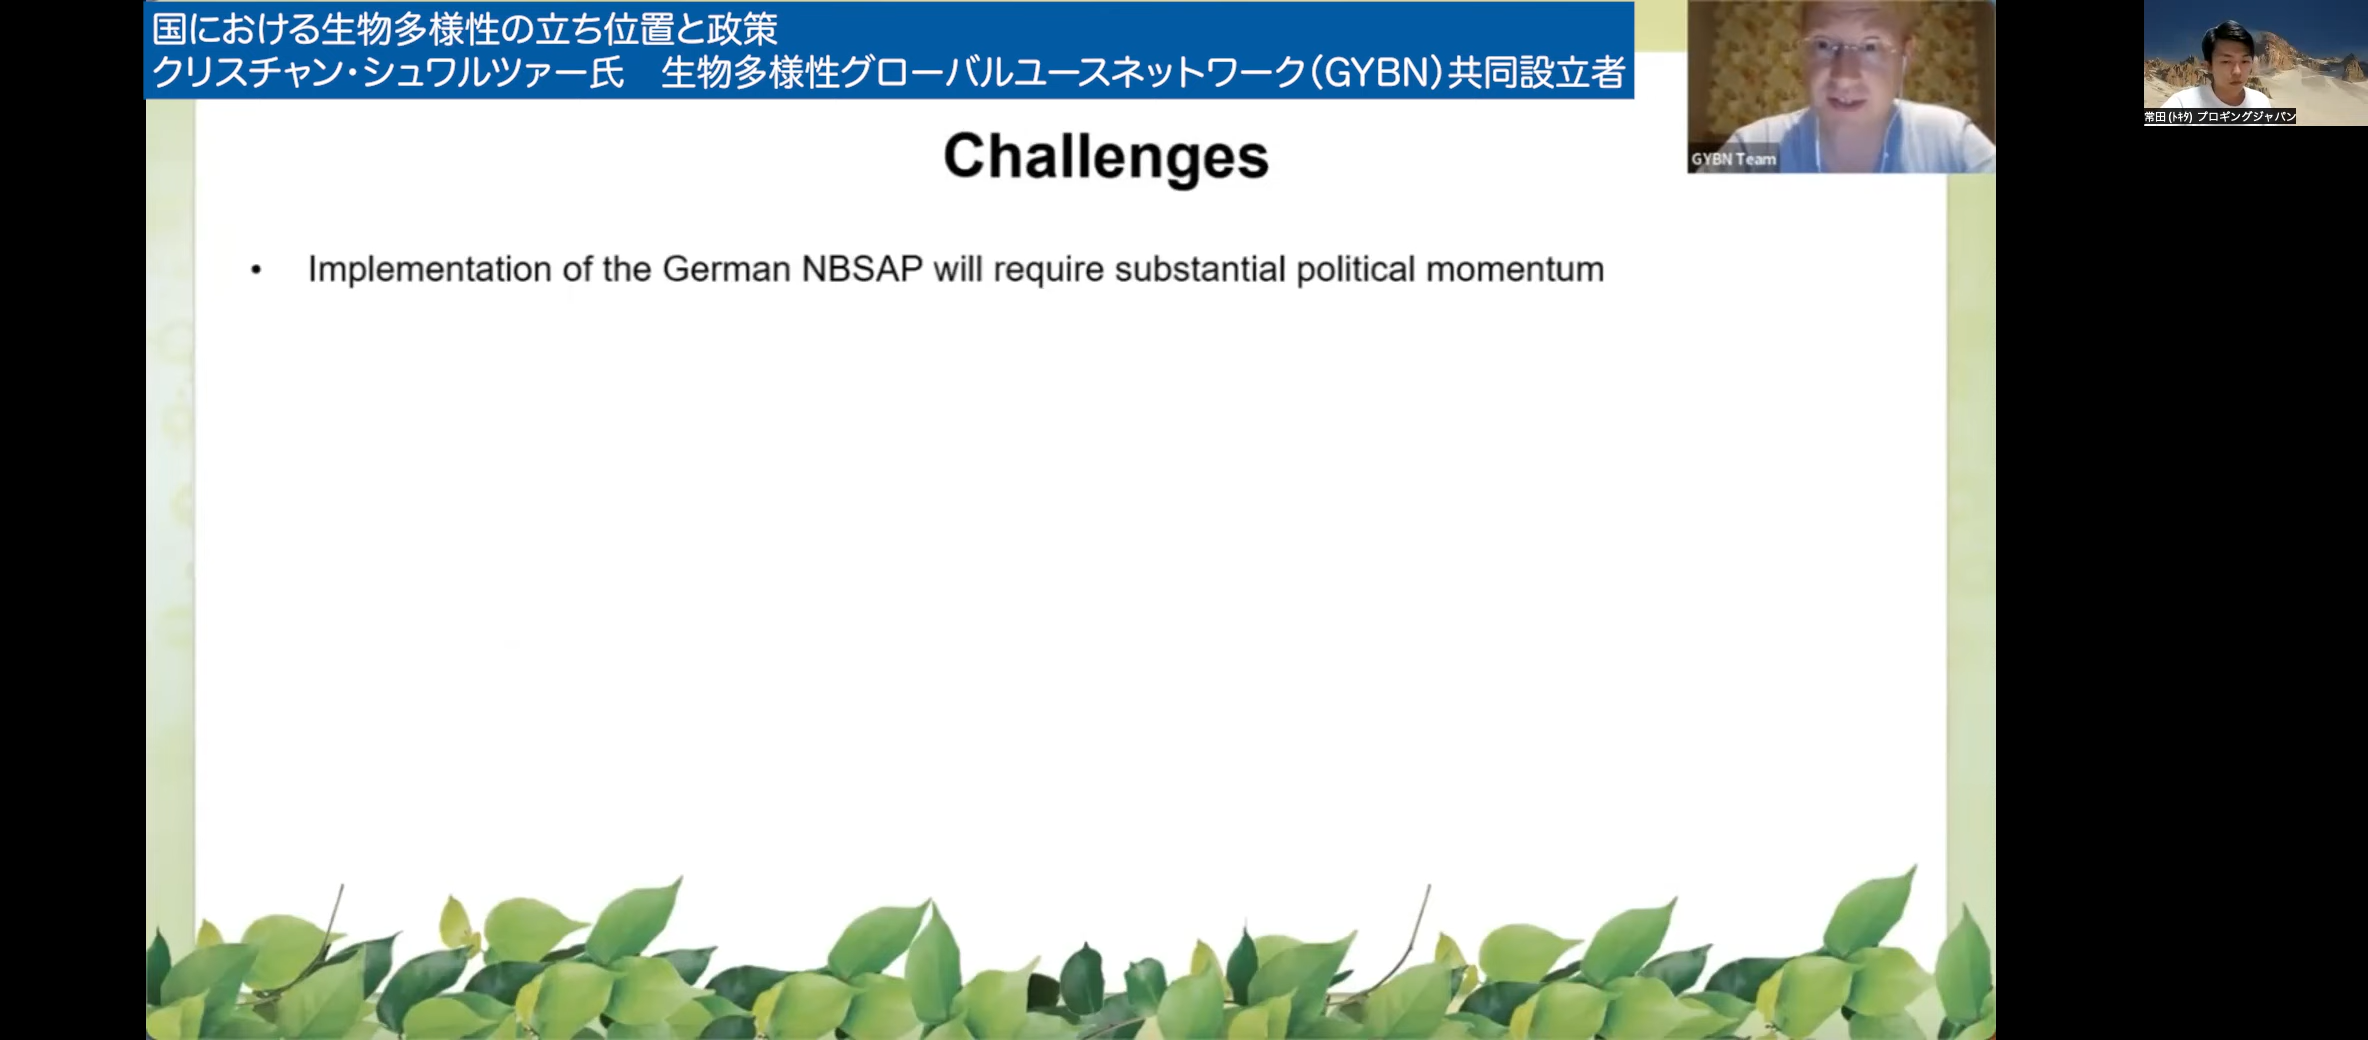 国における生物多様性の立ち位置と政策
クリスチャン・シュワルツァー氏　生物多様性グローバルユースネットワーク(GYBN)共同設立者
GYBN Team
常田 (ﾄｷﾀ) プロギングジャパン
Challenges
• Implementation of the German NBSAP will require substantial political momentum